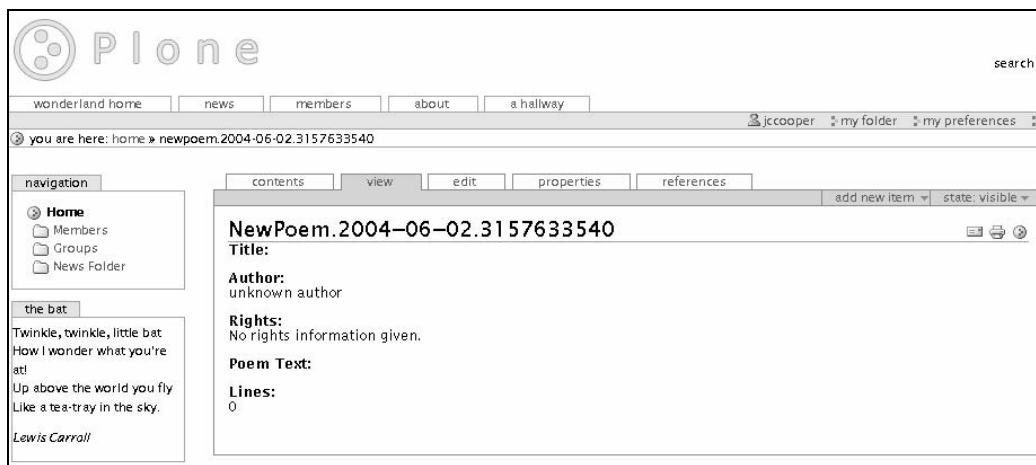 Plone
search
wonderland home news members about a hallway
jccooper my folder my preferences
you are here: home » newpoem.2004-06-02.3157633540
navigation
Home
Members
Groups
News Folder
the bat
Twinkle, twinkle, little bat
How I wonder what you're
at!
Up above the world you fly
Like a tea-tray in the sky.
Lewis Carroll
contents view edit properties references
add new item state: visible
NewPoem.2004–06–02.3157633540
Title:
Author:
unknown author
Rights:
No rights information given.
Poem Text:
Lines:
0